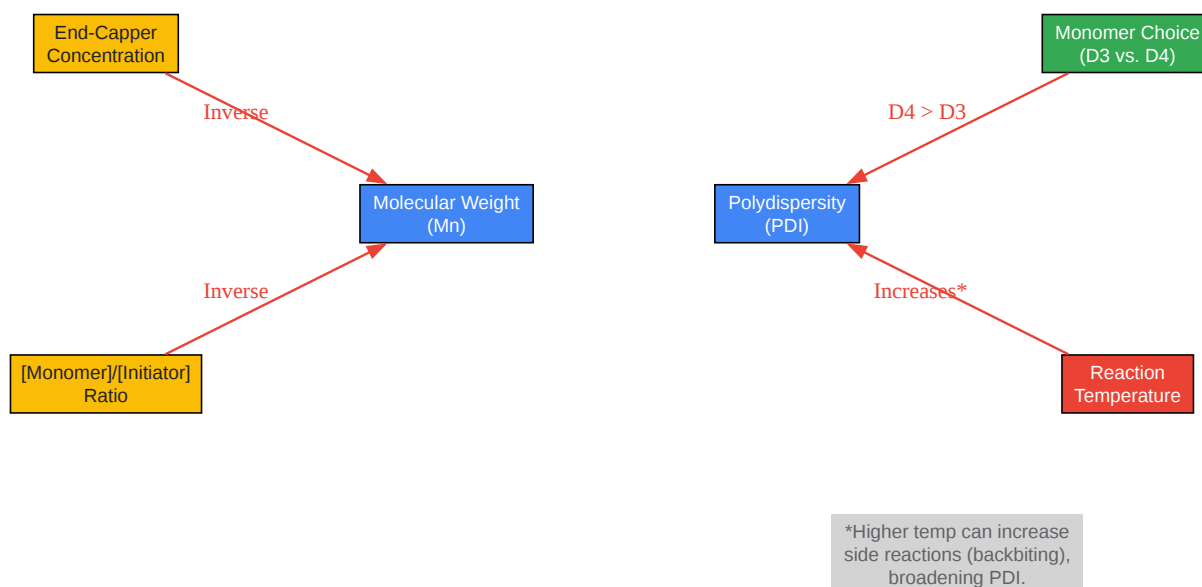 End-Capper
Concentration
Monomer Choice
(D3 vs. D4)
Inverse
D4 > D3
Molecular Weight
(Mn)
Polydispersity
(PDI)
Inverse
Increases*
[Monomer]/[Initiator]
Ratio
Reaction
Temperature
*Higher temp can increase
side reactions (backbiting),
broadening PDI.